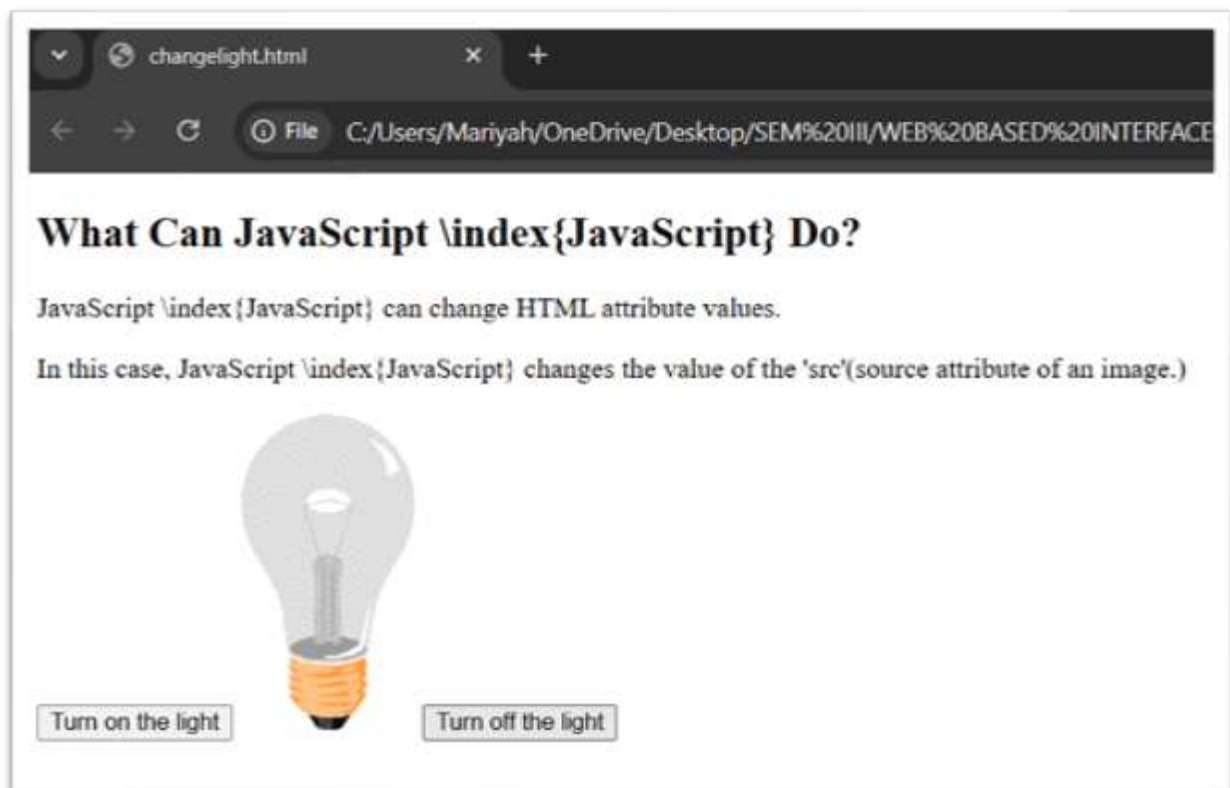 changelight.html
File C:/Users/Mariyah/OneDrive/Desktop/SEM%20III/WEB%20BASED%20INTERFACE
What Can JavaScript \index{JavaScript} Do?
JavaScript \index{JavaScript} can change HTML attribute values.
In this case, JavaScript \index{JavaScript} changes the value of the 'src'(source attribute of an image.)
Turn on the light Turn off the light